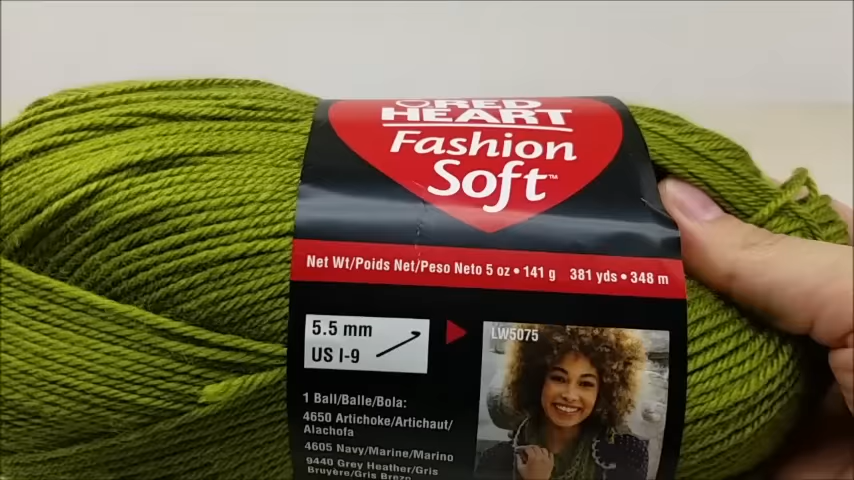 RED
HEART
Fashion
Soft™
Net Wt/Poids Net/Peso Neto 5 oz • 141 g 381 yds • 348 m
5.5 mm
US I-9
LW5075
1 Ball/Balle/Bola:
4650 Artichoke/Artichaut/
Alachofa
4605 Navy/Marine/Marino
9440 Grey Heather/Gris
Bruyère/Gris Brezo